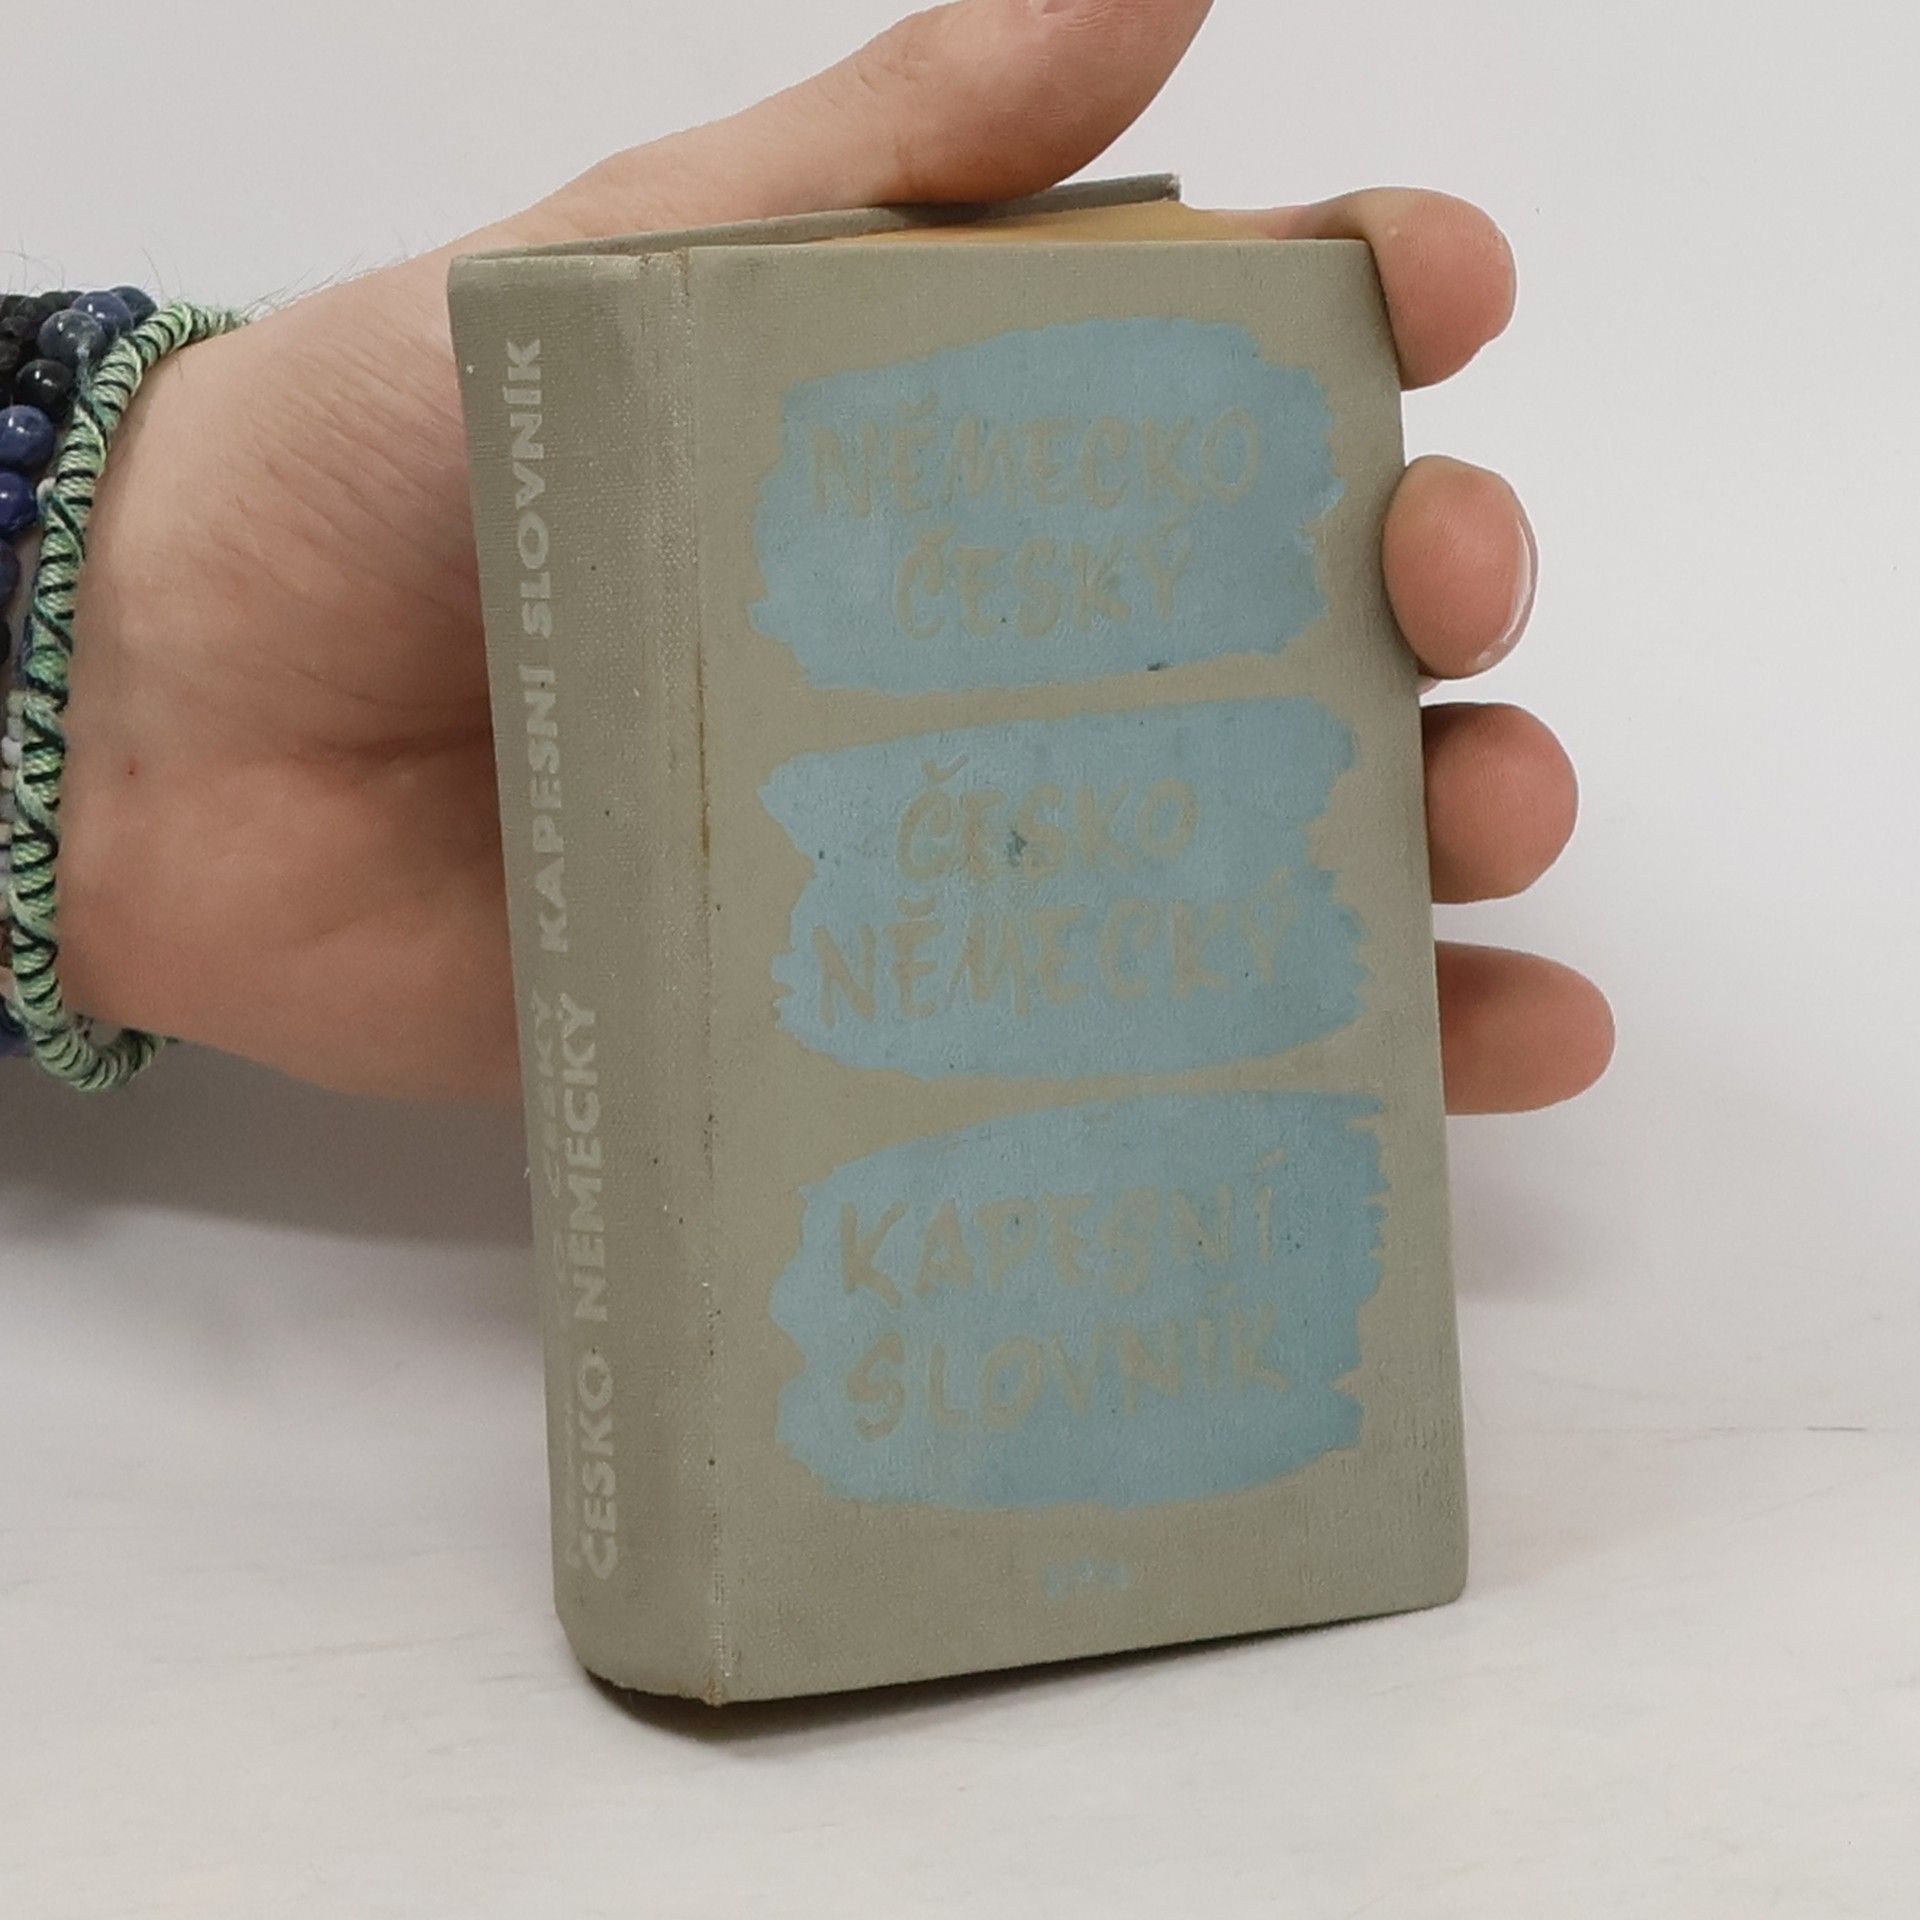 NĚMECKO
ČESKÝ
ČESKO
NĚMECKÝ
KAPESNÍ
SLOVNÍK
ČESKÝ KAPESNÍ SLOVNÍK
ČESKO NĚMECKÝ